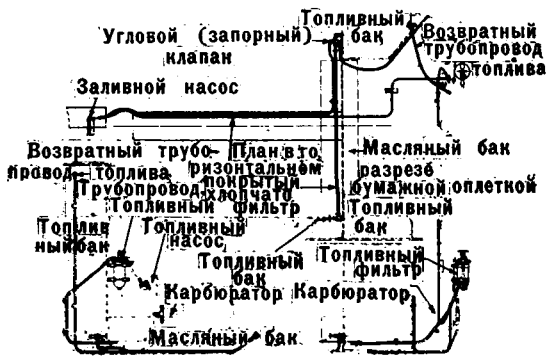 Топливный
бак
Угловой (запорный)
клапан
Возвратный
трубопровод
топлива
Заливной насос
Возвратный трубо-
провод топлива
План в го
ризонтальном
Трубопровод, покрытый
хлопчато
бумажной оплеткой
Масляный бак
разрезе
Топливный фильтр
Топливный
бак
Топлив
ный бак
Топливный
насос
Топливный
бак
Топливный
фильтр
Карбюратор
Карбюратор
Масляный бак